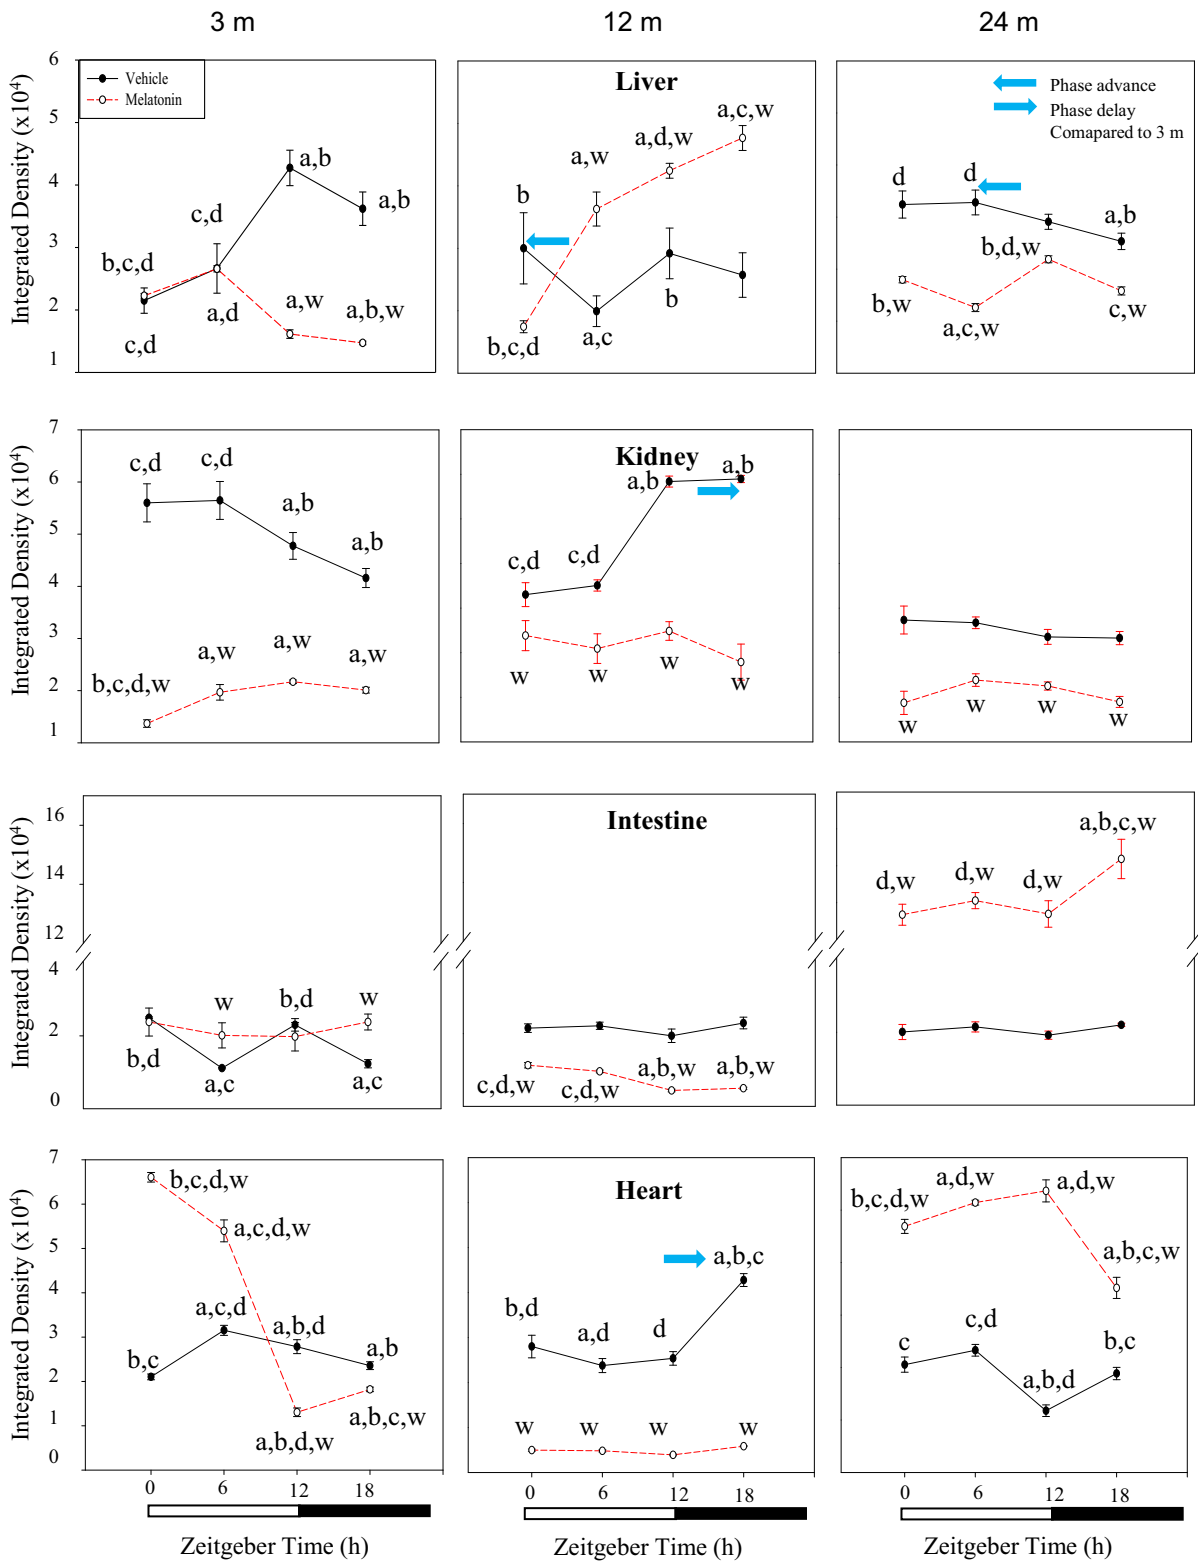 3 m
12 m
24 m
Integrated Density (x10⁴)
6
5
4
3
2
1
Vehicle
Melatonin
b,c,d
c,d
c,d
a,d
a,b
a,w
a,b
a,b,w
Liver
b
b,c,d
a,w
a,c
a,d,w
b
a,c,w
Phase advance
Phase delay
Comapared to 3 m
d
b,w
d
a,c,w
b,d,w
a,b
c,w
Integrated Density (x10⁴)
7
6
5
4
3
2
1
c,d
c,d
a,b
a,b
b,c,d,w
a,w
a,w
a,w
Kidney
c,d
c,d
a,b
a,b
w
w
w
w
w
w
w
w
Integrated Density (x10⁴)
16
14
12
4
2
0
b,d
w
a,c
b,d
w
a,c
Intestine
c,d,w
c,d,w
a,b,w
a,b,w
d,w
d,w
d,w
a,b,c,w
Integrated Density (x10⁴)
7
6
5
4
3
2
1
0
b,c,d,w
a,c,d,w
b,c
a,c,d
a,b,d
a,b
a,b,d,w
a,b,c,w
Heart
b,d
a,d
d
a,b,c
w
w
w
w
b,c,d,w
a,d,w
a,d,w
a,b,c,w
c
c,d
a,b,d
b,c
0
6
12
18
0
6
12
18
0
6
12
18
Zeitgeber Time (h)
Zeitgeber Time (h)
Zeitgeber Time (h)